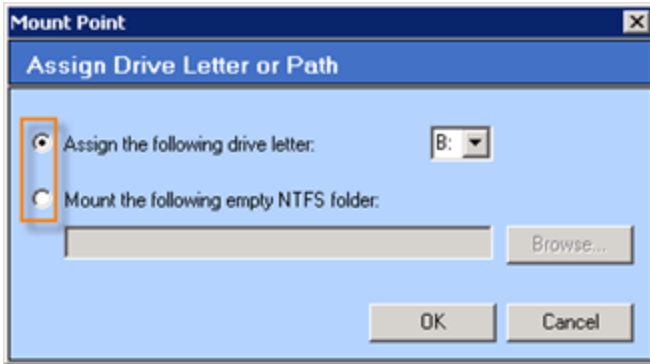 Mount Point
Assign Drive Letter or Path
Assign the following drive letter: B:
Mount the following empty NTFS folder:
Browse...
OK Cancel